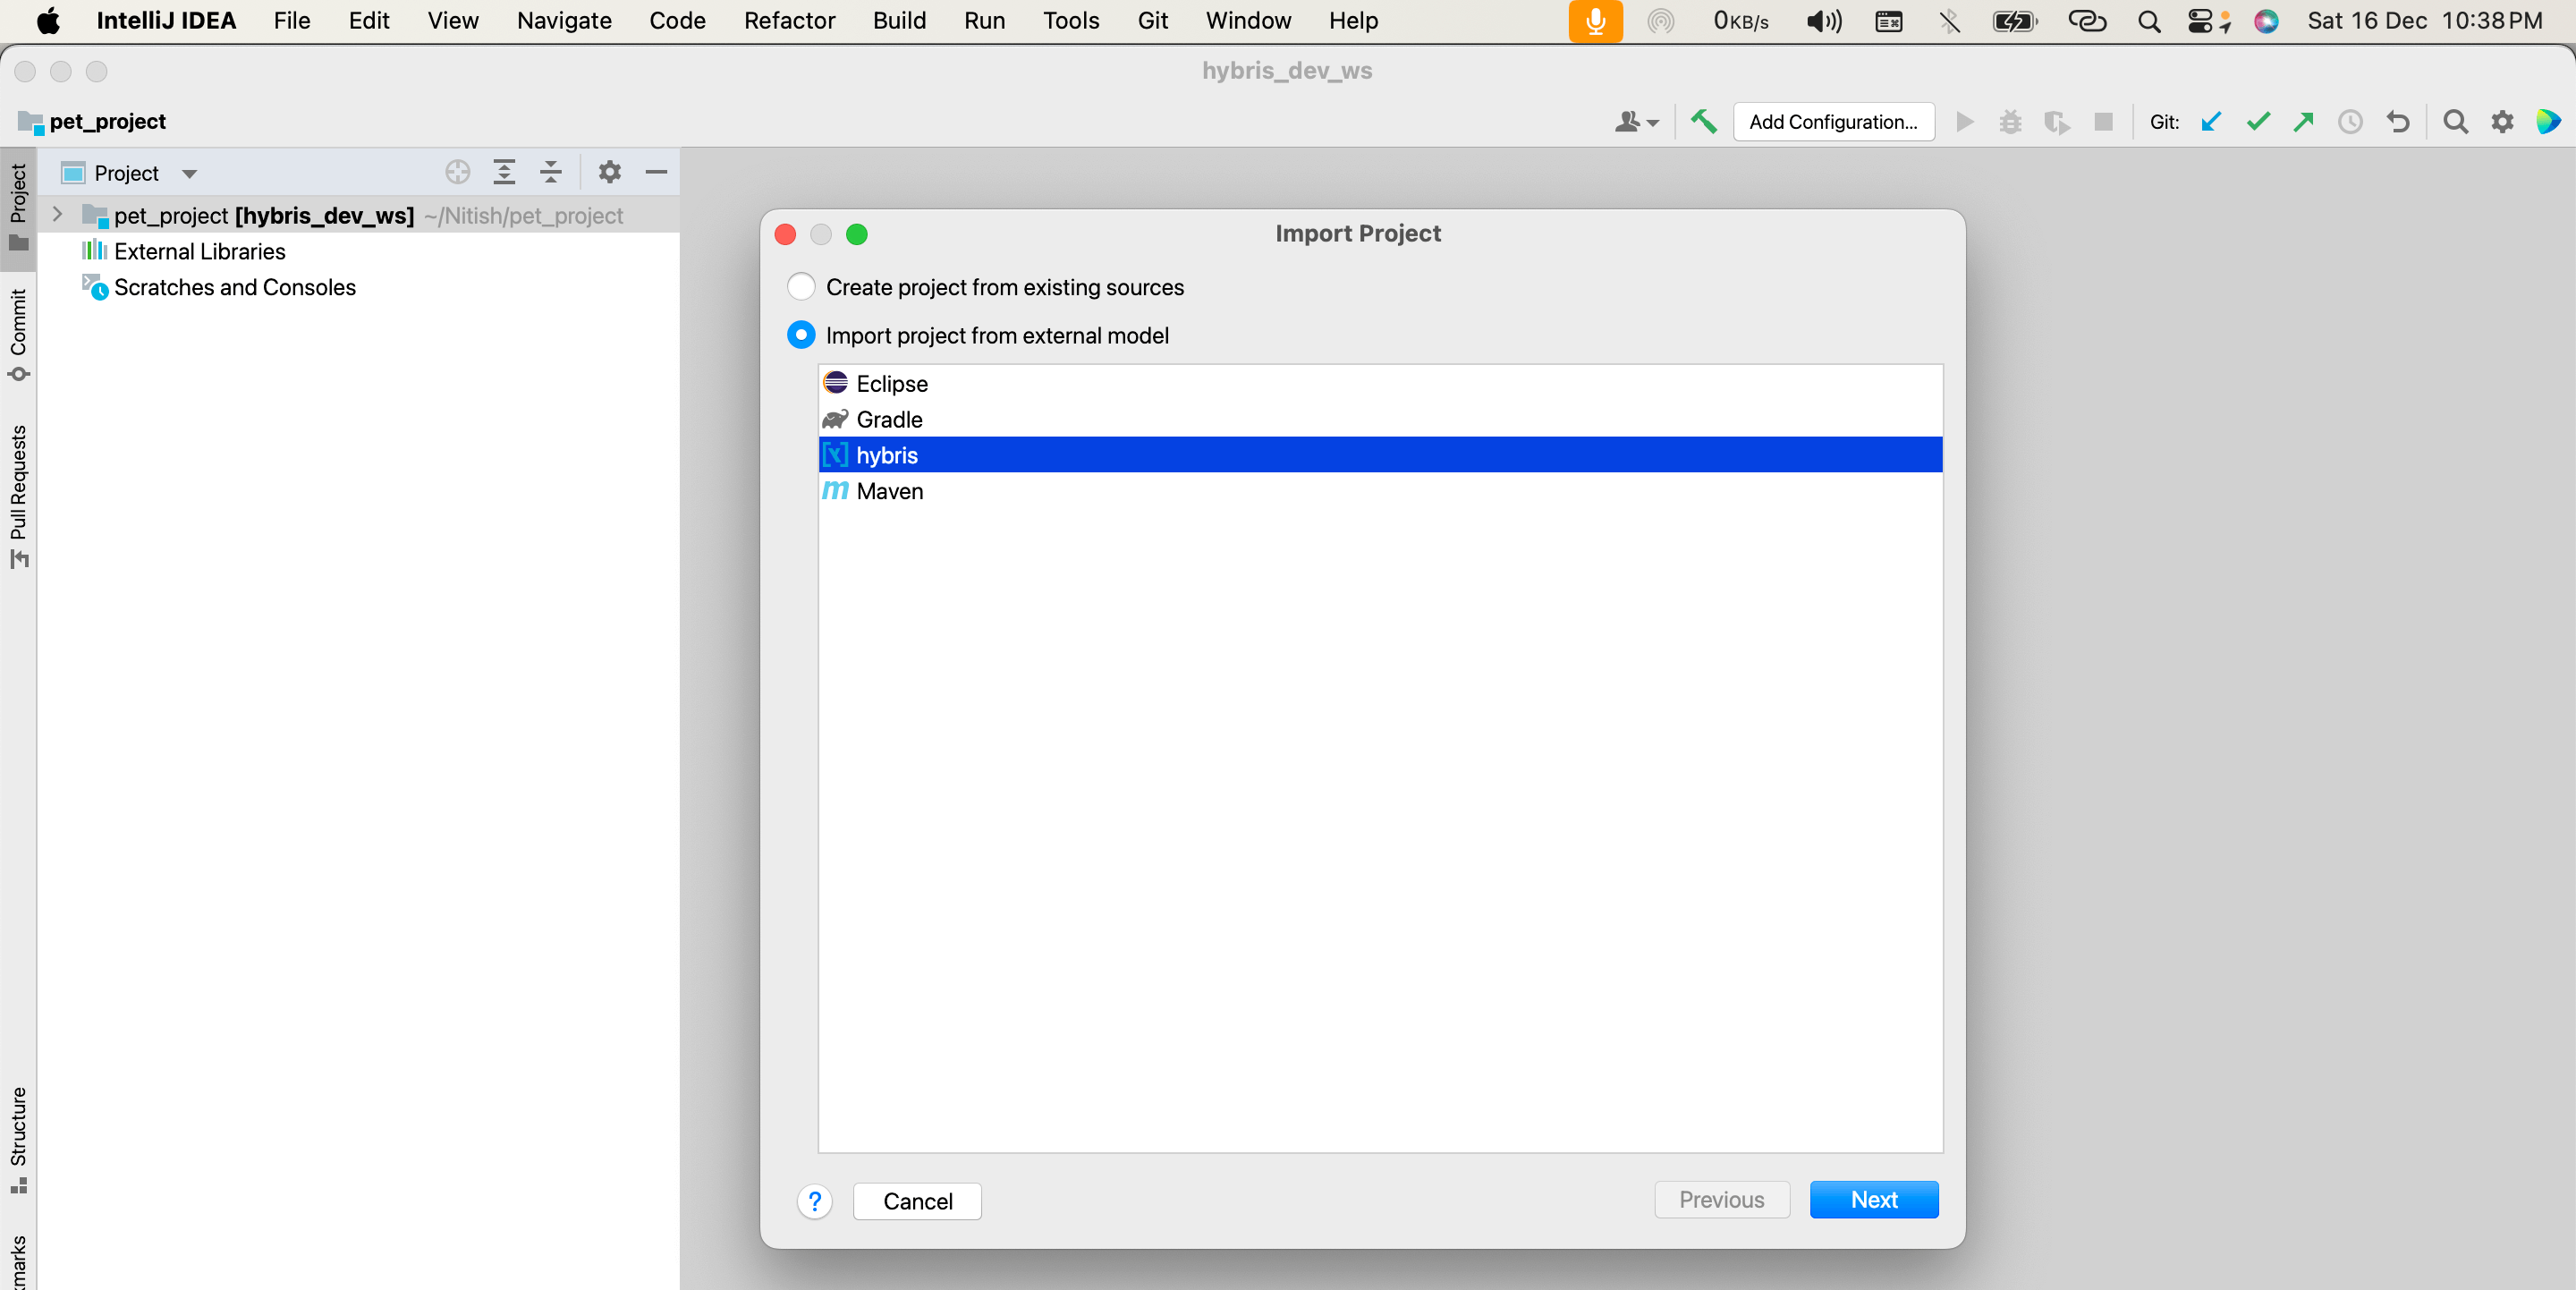 IntelliJ IDEA File Edit View Navigate Code Refactor Build Run Tools Git Window Help 0KB/s Sat 16 Dec 10:38 PM
hybris_dev_ws
pet_project
Add Configuration...
Git:
Project
pet_project [hybris_dev_ws] ~/Nitish/pet_project
External Libraries
Scratches and Consoles
Project
Commit
Pull Requests
Structure
Import Project
Create project from existing sources
Import project from external model
Eclipse
Gradle
hybris
m Maven
?
Cancel
Previous
Next